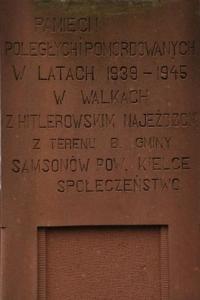 PAMIĘCI
POLEGŁYCH I POMORDOWANYCH
W LATACH 1939-1945
W WALKACH
Z HITLEROWSKIM NAJEŹDŹCĄ
Z TERENU B. GMINY
SAMSONÓW POW. KIELCE
SPOŁECZEŃSTWO